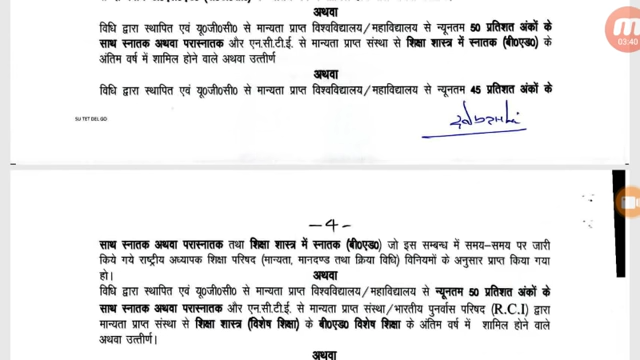 अथवा
विधि द्वारा स्थापित एवं यू0जी0सी0 से मान्यता प्राप्त विश्वविद्यालय/महाविद्यालय से न्यूनतम 50 प्रतिशत अंकों के
साथ स्नातक अथवा परास्नातक और एन.सी.टी.ई. से मान्यता प्राप्त संस्था से शिक्षा शास्त्र में स्नातक (बी0एड0) के
अंतिम वर्ष में शामिल होने वाले अथवा उत्तीर्ण
अथवा
विधि द्वारा स्थापित एवं यू0जी0सी0 से मान्यता प्राप्त विश्वविद्यालय/महाविद्यालय से न्यूनतम 45 प्रतिशत अंकों के
SU TET DEL GO
-4-
साथ स्नातक अथवा परास्नातक तथा शिक्षा शास्त्र में स्नातक (बी0एड0) जो इस सम्बन्ध में समय-समय पर जारी
किये गये राष्ट्रीय अध्यापक शिक्षा परिषद (मान्यता, मानदण्ड तथा क्रिया विधि) विनियमों के अनुसार प्राप्त किया गया
हो।
अथवा
विधि द्वारा स्थापित एवं यू0जी0सी0 से मान्यता प्राप्त विश्वविद्यालय/महाविद्यालय से न्यूनतम 50 प्रतिशत अंकों के
साथ स्नातक अथवा परास्नातक और एन.सी.टी.ई. से मान्यता प्राप्त संस्था/भारतीय पुनर्वास परिषद (R.C.I) द्वारा
मान्यता प्राप्त संस्था से शिक्षा शास्त्र (विशेष शिक्षा) के बी0एड0 विशेष शिक्षा के अंतिम वर्ष में शामिल होने वाले
अथवा उत्तीर्ण।
अथवा
03:40